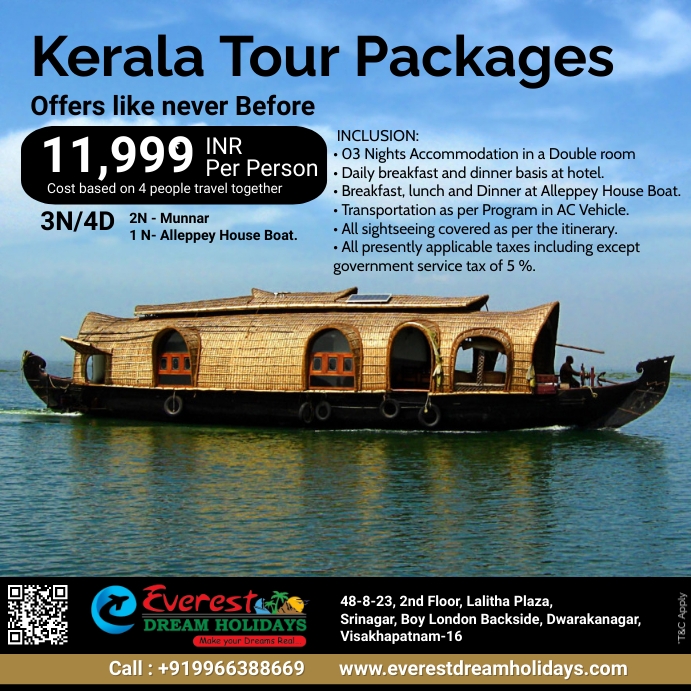 Kerala Tour Packages
Offers like never Before
11,999 INR
Per Person
Cost based on 4 people travel together
3N/4D
2N - Munnar
1 N- Alleppey House Boat.
INCLUSION:
• 03 Nights Accommodation in a Double room
• Daily breakfast and dinner basis at hotel.
• Breakfast, lunch and Dinner at Alleppey House Boat.
• Transportation as per Program in AC Vehicle.
• All sightseeing covered as per the itinerary.
• All presently applicable taxes including except
government service tax of 5 %.
Everest
DREAM HOLIDAYS
Make your Dreams Real...
48-8-23, 2nd Floor, Lalitha Plaza,
Srinagar, Boy London Backside, Dwarakanagar,
Visakhapatnam-16
*T&C Apply
Call : +919966388669
www.everestdreamholidays.com